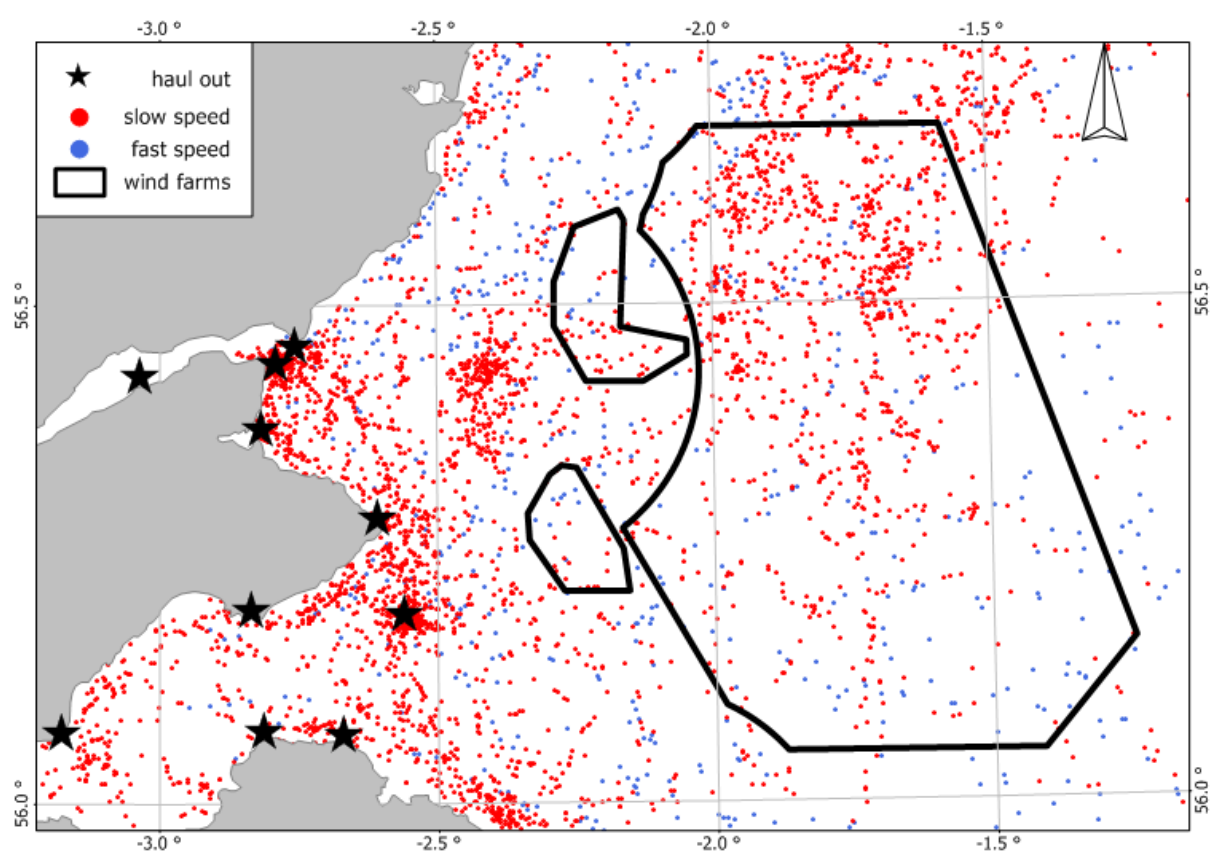 -3.0 ° -2.5 ° -2.0 ° -1.5 °
haul out
slow speed
fast speed
wind farms
56.5 ° 56.5 °
56.0 ° 56.0 °
-3.0 ° -2.5 ° -2.0 ° -1.5 °